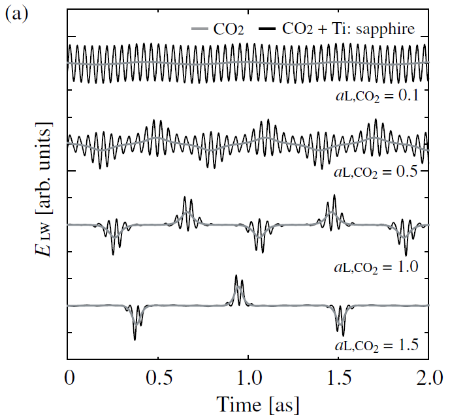 (a)
CO2 CO2 + Ti: sapphire
aL,CO2 = 0.1
aL,CO2 = 0.5
aL,CO2 = 1.0
aL,CO2 = 1.5
E LW [arb. units]
0 0.5 1.0 1.5 2.0
Time [as]